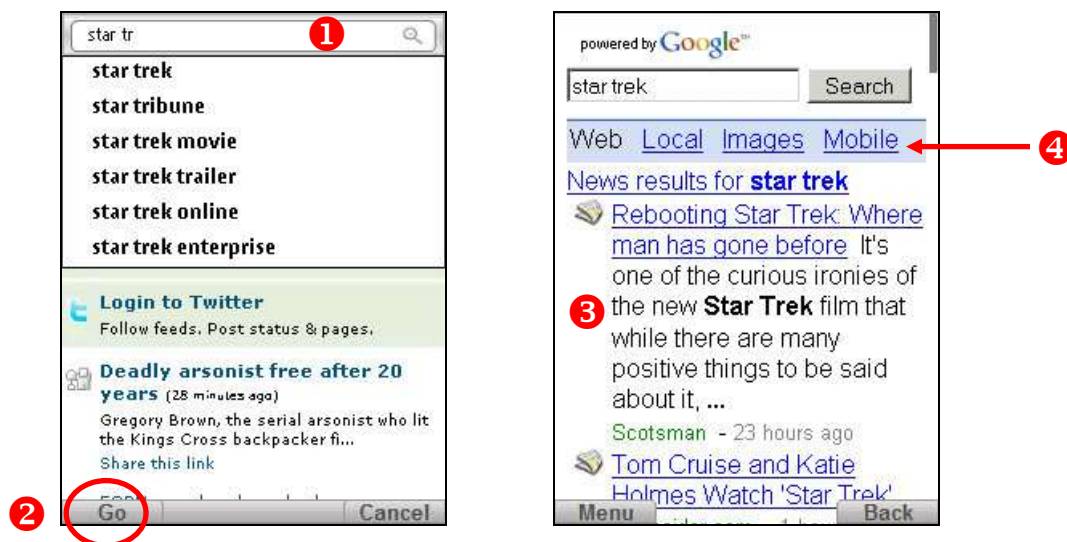 star tr
1
star trek
star tribune
star trek movie
star trek trailer
star trek online
star trek enterprise
Login to Twitter
Follow feeds. Post status & pages.
Deadly arsonist free after 20
years (28 minutes ago)
Gregory Brown, the serial arsonist who lit
the Kings Cross backpacker fi...
Share this link
2
Go Cancel
powered by Google™
star trek Search
Web Local Images Mobile
4
News results for star trek
Rebooting Star Trek: Where
man has gone before It's
one of the curious ironies of
3
the new Star Trek film that
while there are many
positive things to be said
about it, ...
Scotsman - 23 hours ago
Tom Cruise and Katie
Holmes Watch 'Star Trek'
Menu Back